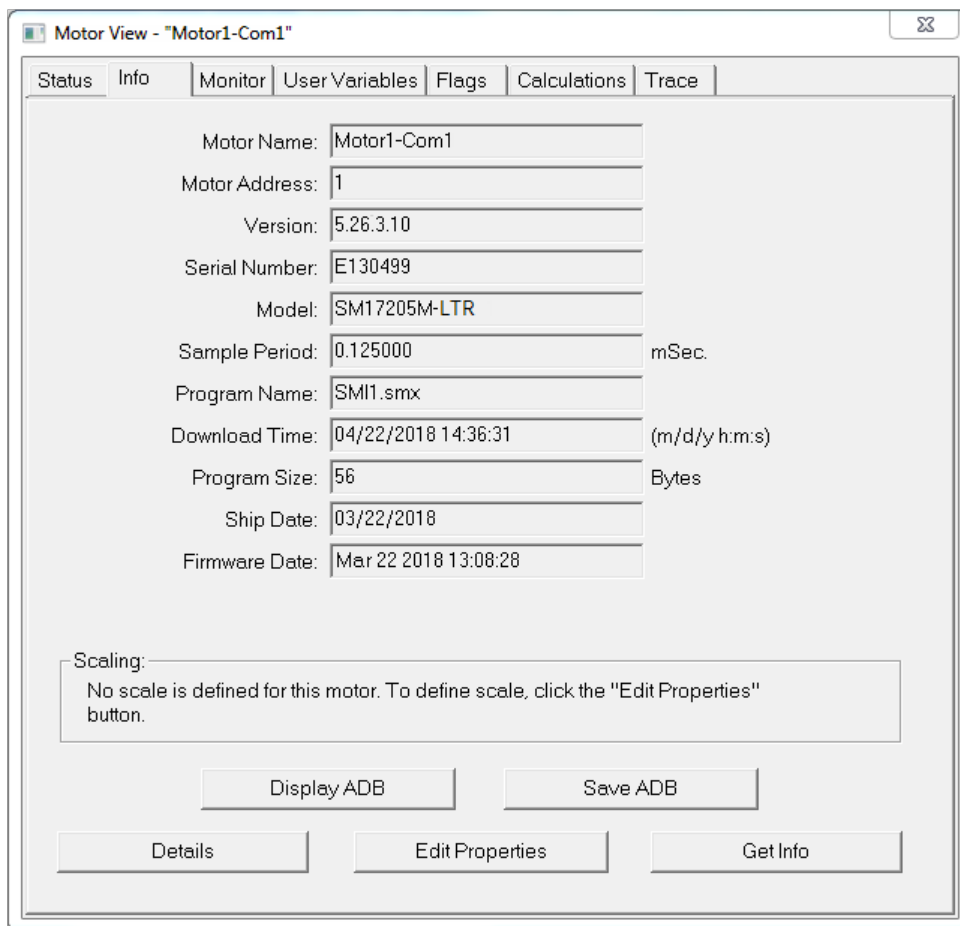 Motor View - "Motor1-Com1"
Status Info Monitor User Variables Flags Calculations Trace
Motor Name: Motor1-Com1
Motor Address: 1
Version: 5.26.3.10
Serial Number: E130499
Model: SM17205M-LTR
Sample Period: 0.125000 mSec.
Program Name: SMI1.smx
Download Time: 04/22/2018 14:36:31 (m/d/y h:m:s)
Program Size: 56 Bytes
Ship Date: 03/22/2018
Firmware Date: Mar 22 2018 13:08:28
Scaling:
No scale is defined for this motor. To define scale, click the "Edit Properties"
button.
Display ADB Save ADB
Details Edit Properties Get Info